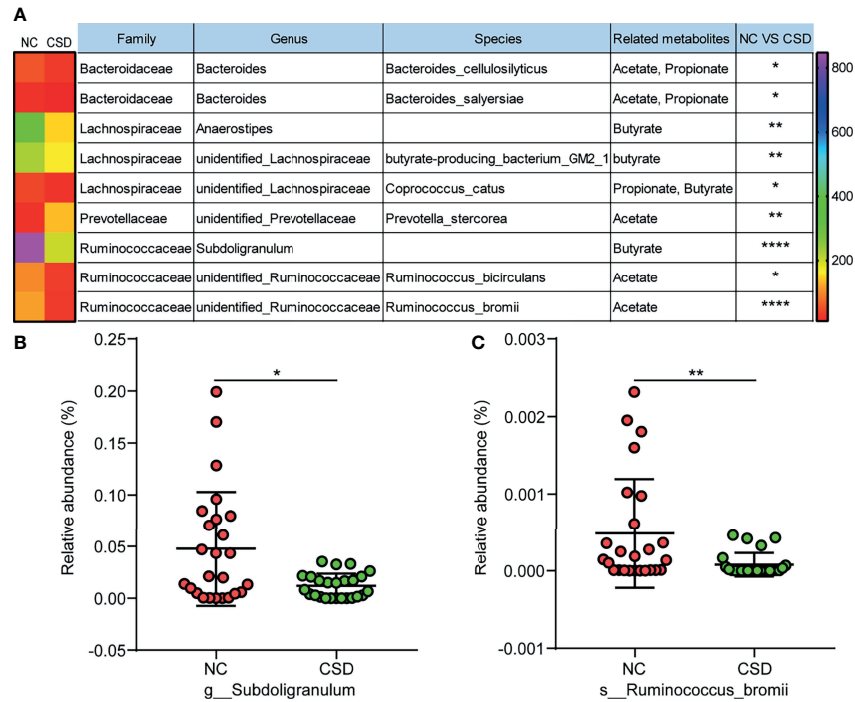 A
NC CSD Family Genus Species Related metabolites NC VS CSD
Bacteroidaceae Bacteroides Bacteroides_cellulosilyticus Acetate, Propionate *
Bacteroidaceae Bacteroides Bacteroides_salyersiae Acetate, Propionate *
Lachnospiraceae Anaerostipes Butyrate **
Lachnospiraceae unidentified_Lachnospiraceae butyrate-producing_bacterium_GM2_1 butyrate **
Lachnospiraceae unidentified_Lachnospiraceae Coprococcus_catus Propionate, Butyrate *
Prevotellaceae unidentified_Prevotellaceae Prevotella_stercorea Acetate **
Ruminococcaceae Subdoligranulum Butyrate ****
Ruminococcaceae unidentified_Ruminococcaceae Ruminococcus_bicirculans Acetate *
Ruminococcaceae unidentified_Ruminococcaceae Ruminococcus_bromii Acetate ****
800
600
400
200
B
Relative abundance (%)
0.25
0.20
0.15
0.10
0.05
0.00
-0.05
*
NC CSD
g__Subdoligranulum
C
Relative abundance (%)
0.003
0.002
0.001
0.000
-0.001
**
NC CSD
s__Ruminococcus_bromii